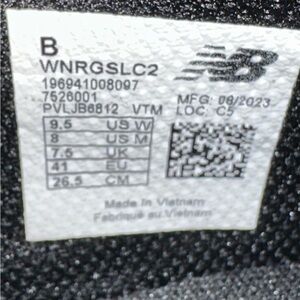 B
NB
WNRGSLC2
196941008097
7526001 MFG: 06/2023
PVLJB6812 VTM LOC: C5
9.5 US W
8 US M
7.5 UK
41 EU
26.5 CM
Made in Vietnam
Fabriqué au Vietnam